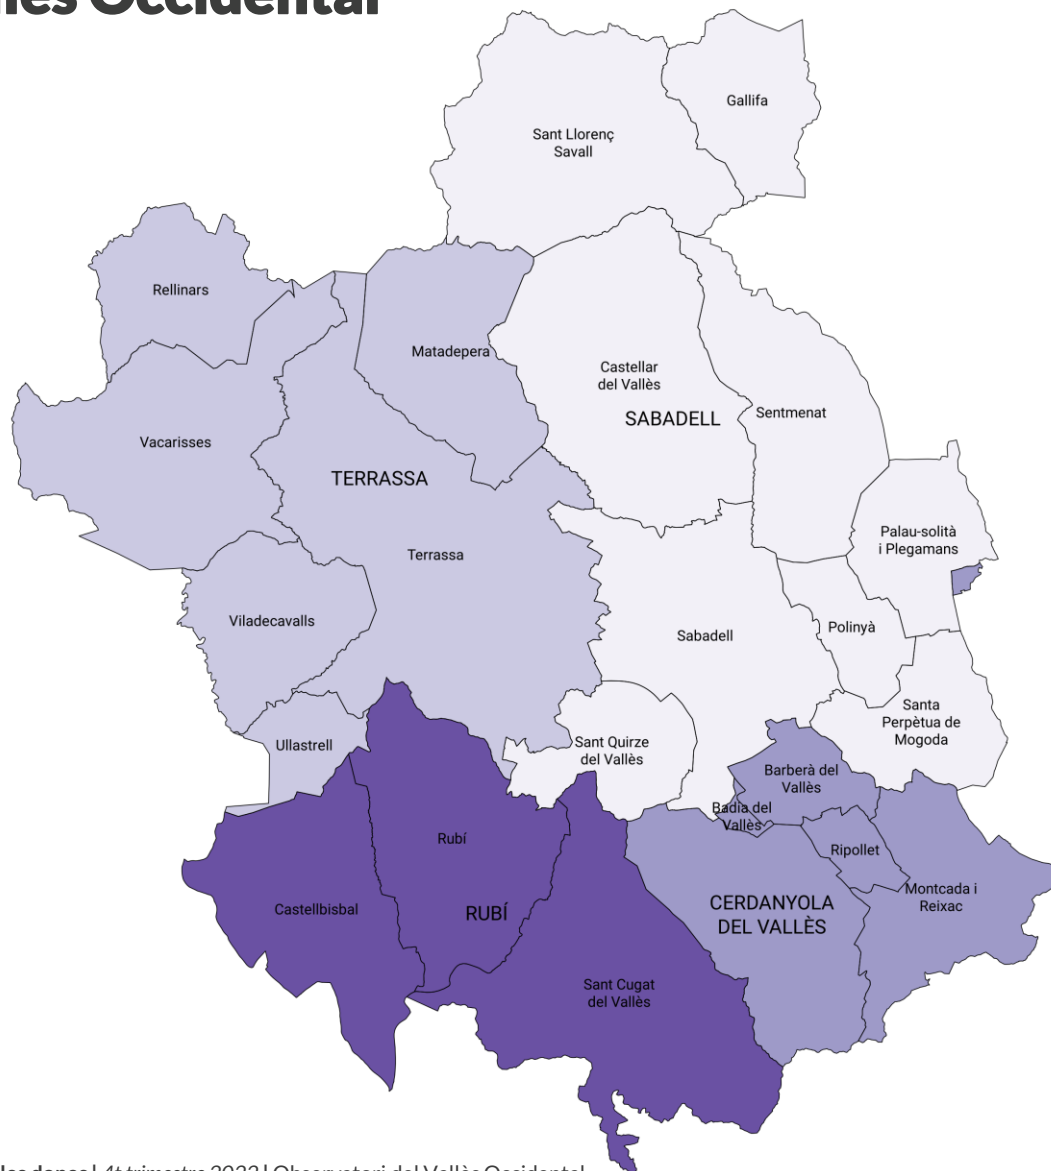 Occidental
Gallifa
Sant Llorenç
Savall
Rellinars
Matadepera
Castellar
del Vallès
SABADELL
Sentmenat
Vacarisses
TERRASSA
Palau-solità
i Plegamans
Terrassa
Viladecavalls
Polinyà
Sabadell
Santa
Perpètua de
Mogoda
Ullastrell
Sant Quirze
del Vallès
Barberà del
Vallès
Badia del
Vallès
Rubí
Ripollet
Montcada i
Reixac
CERDANYOLA
DEL VALLÈS
Castellbisbal
RUBÍ
Sant Cugat
del Vallès
| 4t trimestre 2022 | Observatori del Vallès Occidental